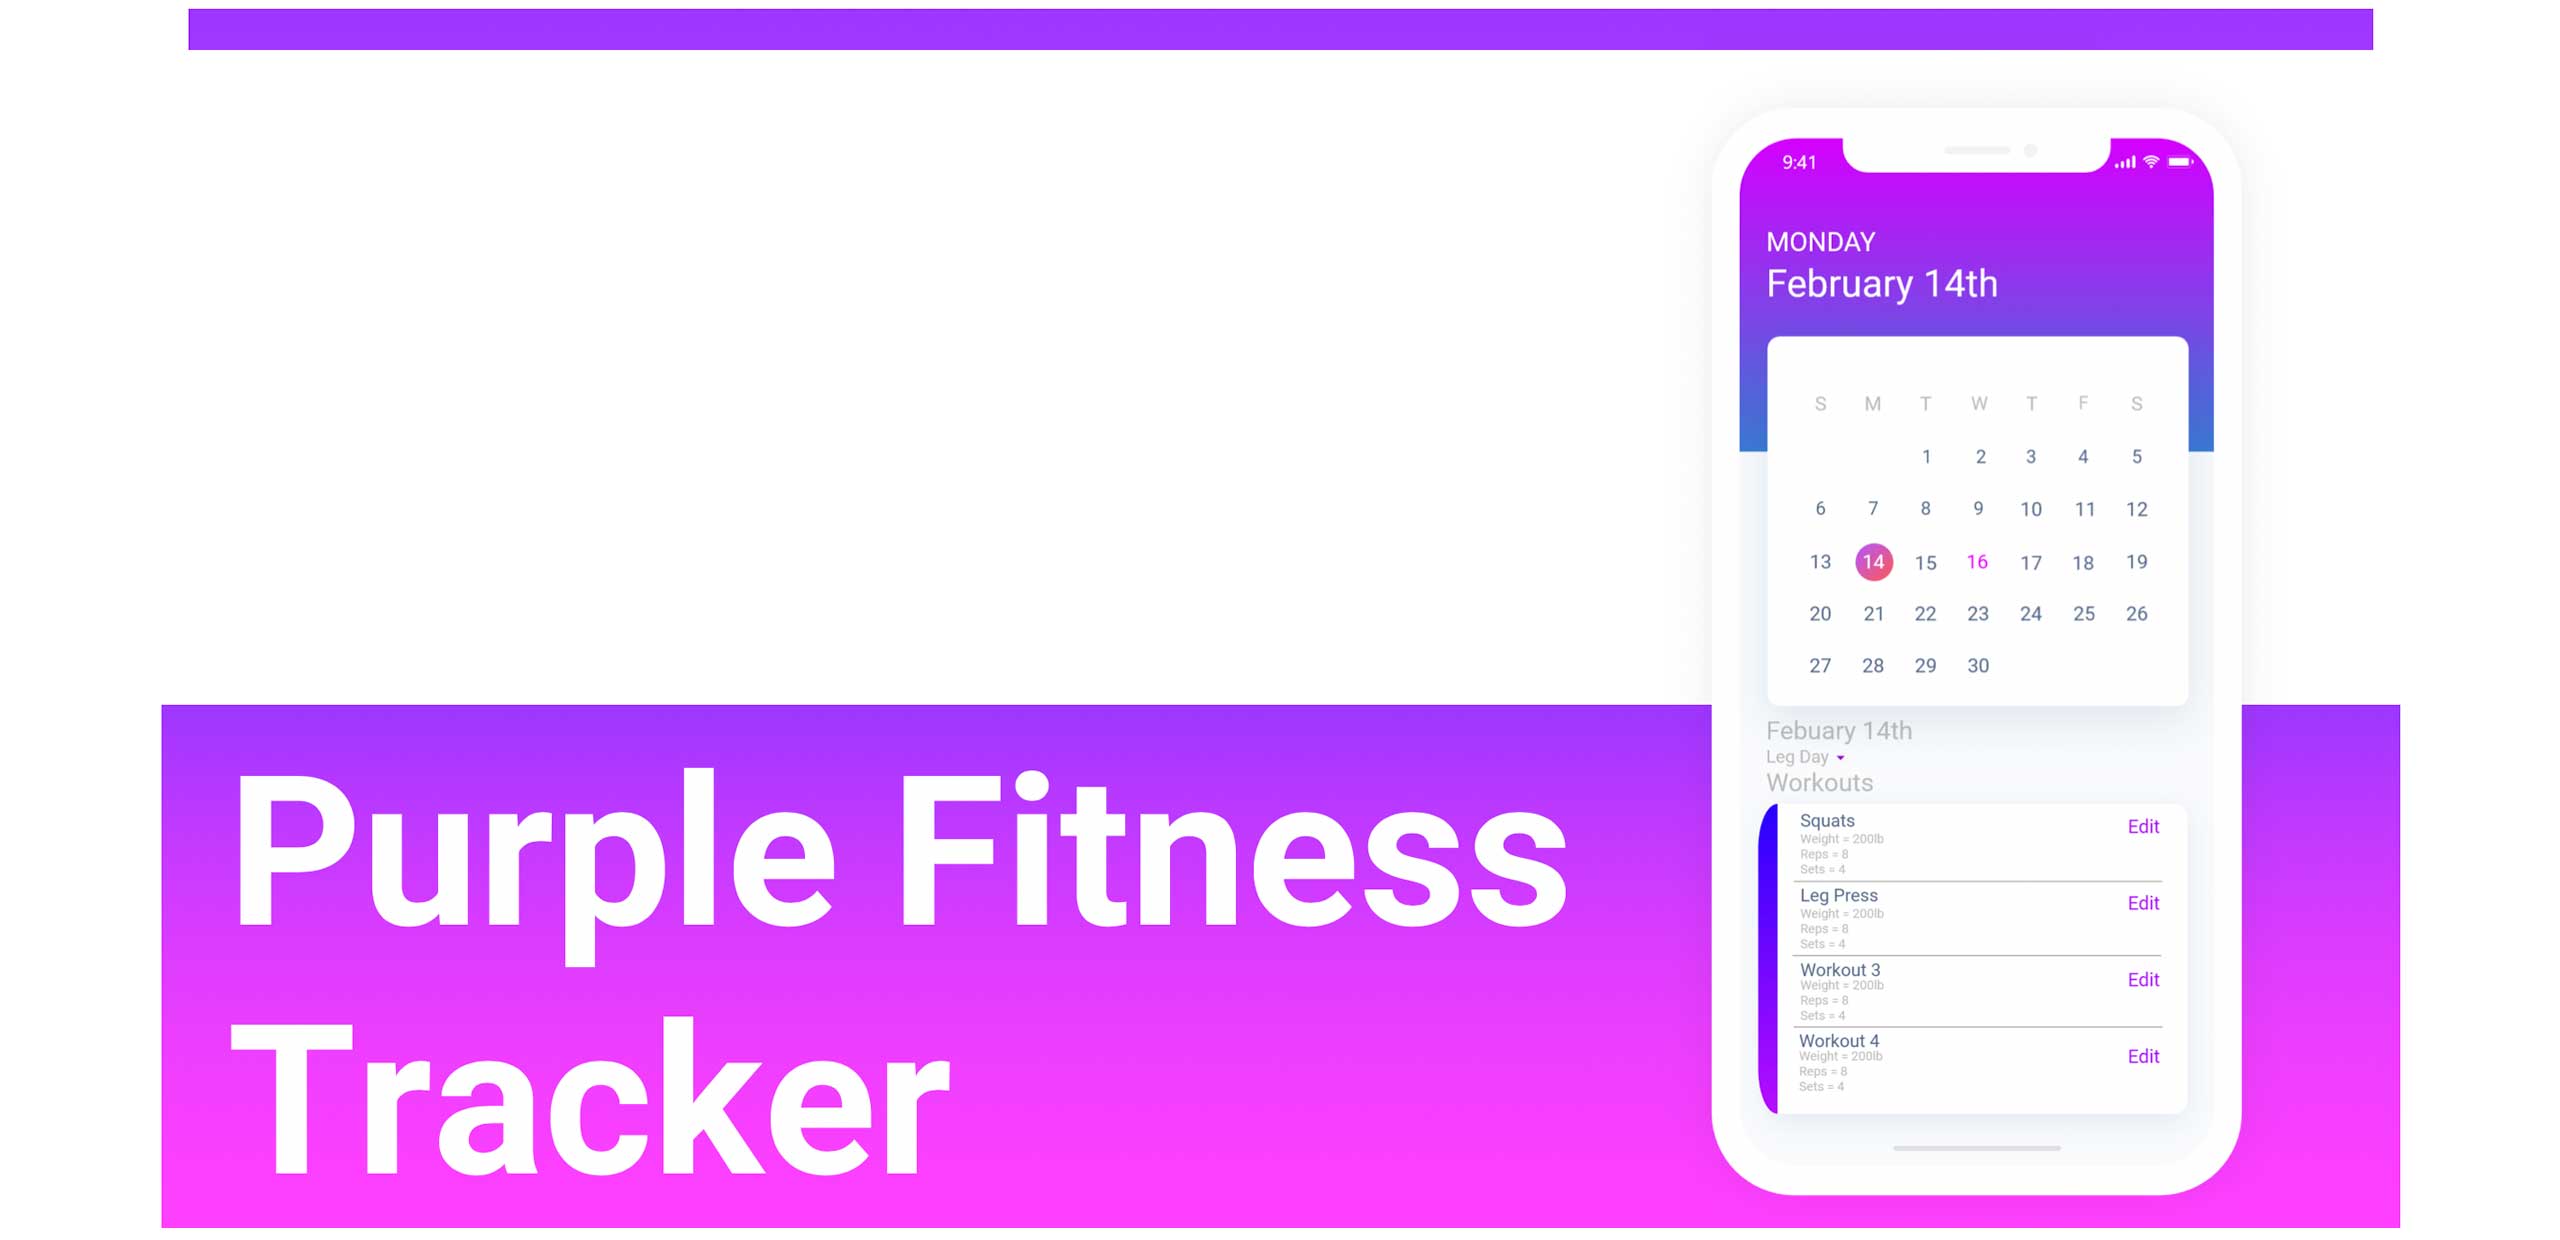 Purple Fitness
Tracker
9:41
MONDAY
February 14th
S M T W T F S
1 2 3 4 5
6 7 8 9 10 11 12
13 14 15 16 17 18 19
20 21 22 23 24 25 26
27 28 29 30
Febuary 14th
Leg Day
Workouts
Squats
Edit
Weight = 200lb
Reps = 8
Sets = 4
Leg Press
Edit
Weight = 200lb
Reps = 8
Sets = 4
Workout 3
Edit
Weight = 200lb
Reps = 8
Sets = 4
Workout 4
Edit
Weight = 200lb
Reps = 8
Sets = 4